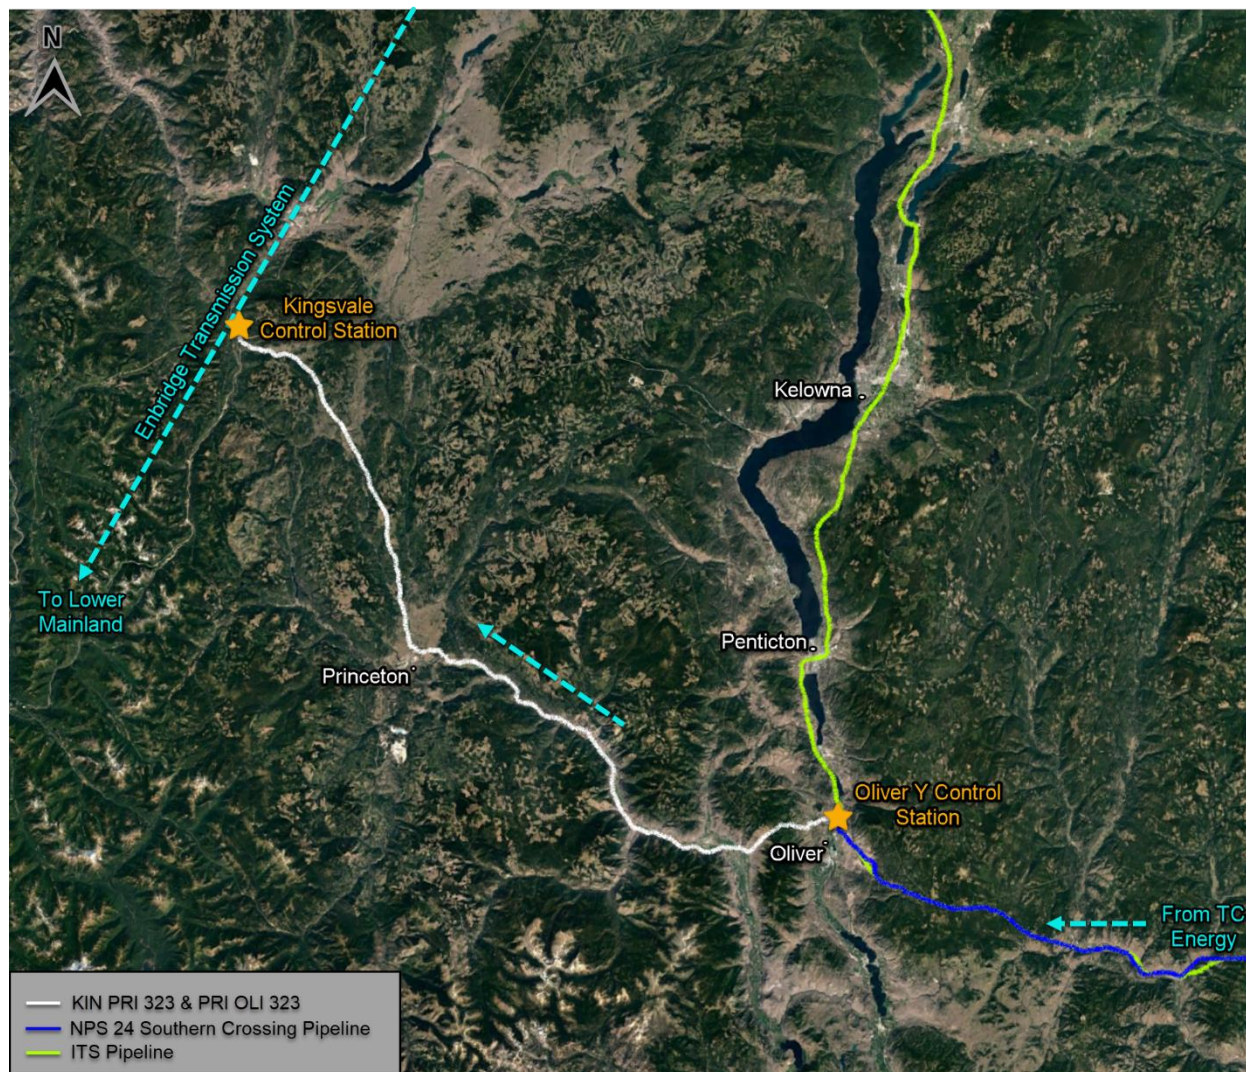 N
Enbridge Transmission System
Kingsvale
Control Station
Kelowna
To Lower
Mainland
Penticton
Princeton
Oliver Y Control
Station
Oliver
From TC
Energy
KIN PRI 323 & PRI OLI 323
NPS 24 Southern Crossing Pipeline
ITS Pipeline